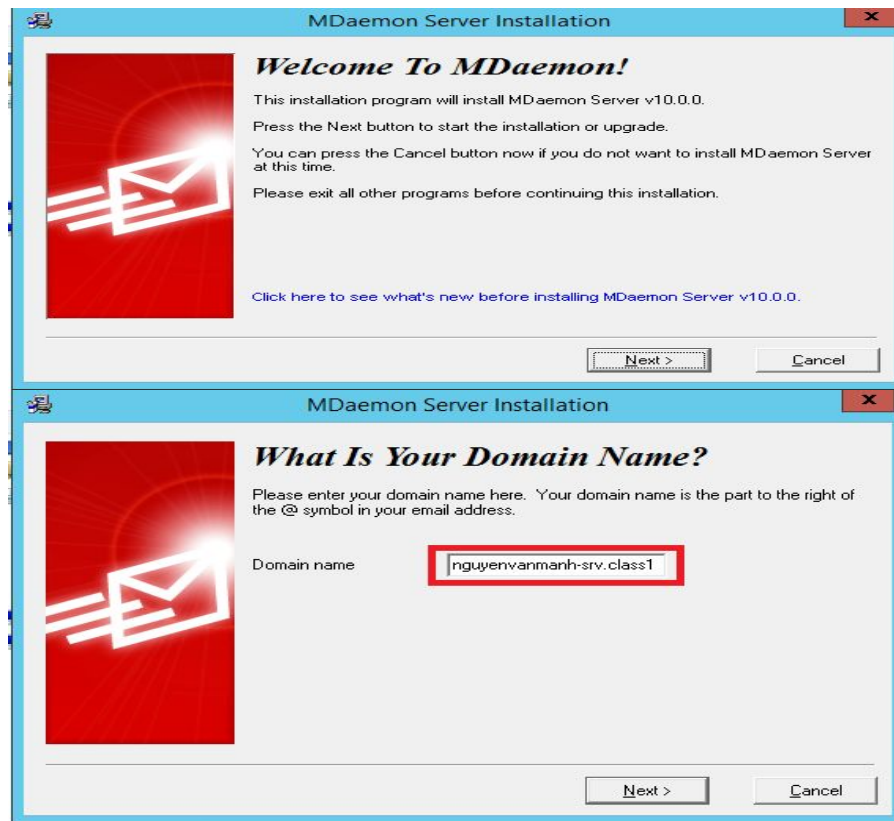 MDaemon Server Installation
x
Welcome To MDaemon!
This installation program will install MDaemon Server v10.0.0.
Press the Next button to start the installation or upgrade.
You can press the Cancel button now if you do not want to install MDaemon Server
at this time.
Please exit all other programs before continuing this installation.
Click here to see what's new before installing MDaemon Server v10.0.0.
Next > Cancel
MDaemon Server Installation
x
What Is Your Domain Name?
Please enter your domain name here. Your domain name is the part to the right of
the @ symbol in your email address.
Domain name nguyenvanmanh-srv.class1
Next > Cancel